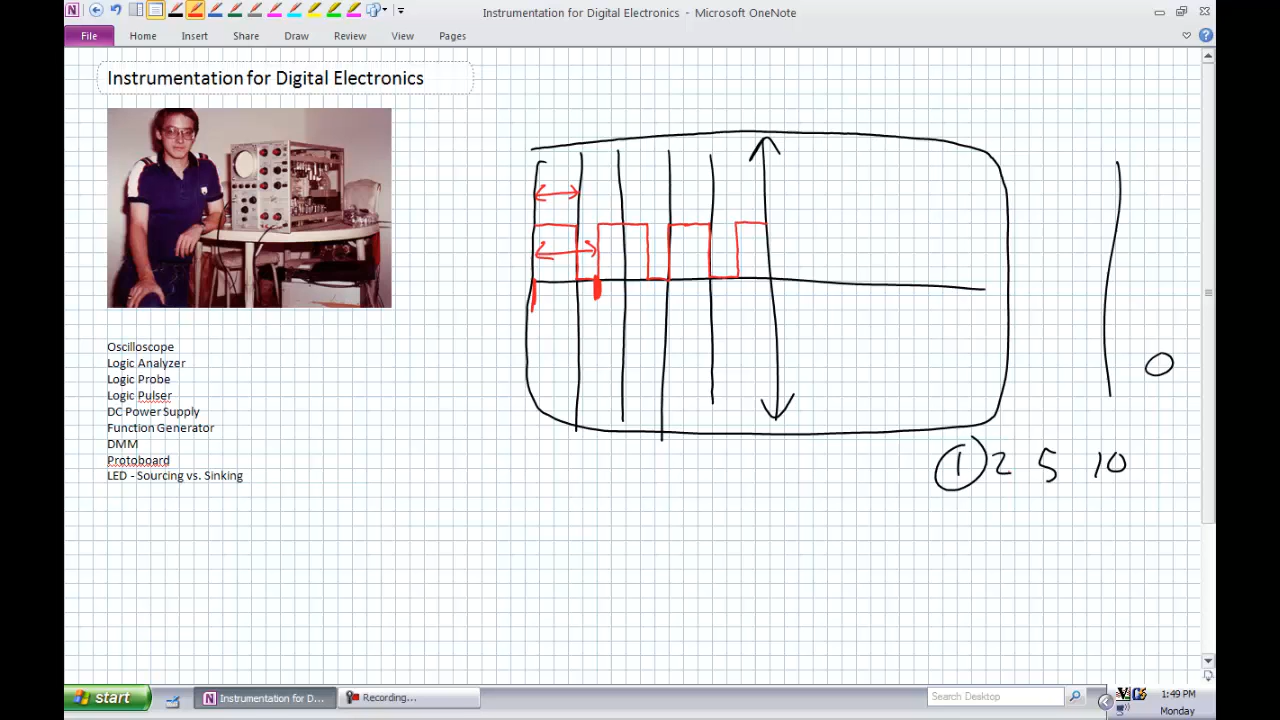 Instrumentation for Digital Electronics - Microsoft OneNote
File Home Insert Share Draw Review View Pages
Instrumentation for Digital Electronics
Oscilloscope
Logic Analyzer
Logic Probe
Logic Pulser
DC Power Supply
Function Generator
DMM
Protoboard
LED - Sourcing vs. Sinking
0
1 2 5 10
start
Instrumentation for D...
Recording...
Search Desktop
1:49 PM
Monday